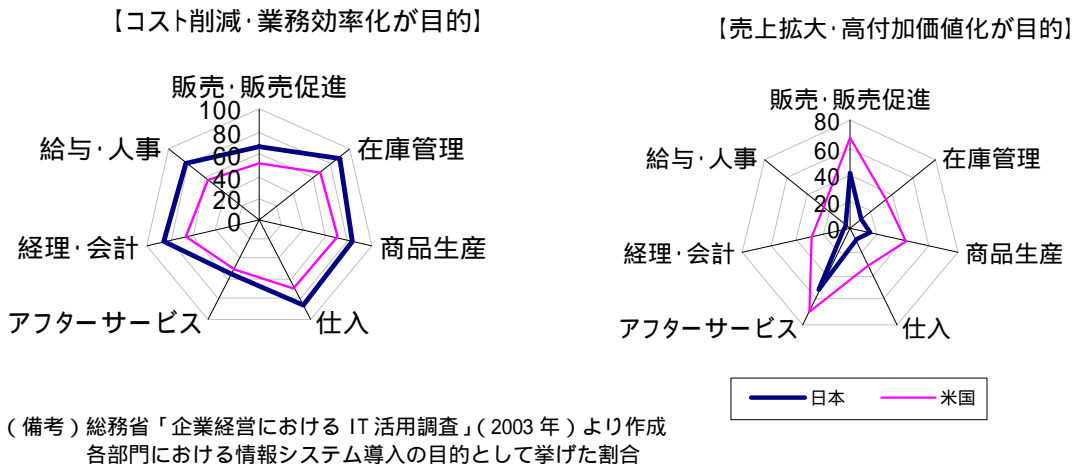 【コスト削減･業務効率化が目的】
【売上拡大･高付加価値化が目的】
販売･販売促進
100
80
60
40
20
0
在庫管理
商品生産
仕入
アフターサービス
経理･会計
給与･人事
販売･販売促進
80
60
40
20
0
在庫管理
商品生産
仕入
アフターサービス
経理･会計
給与･人事
日本
米国
(備考)総務省「企業経営における IT 活用調査」(2003 年)より作成
各部門における情報システム導入の目的として挙げた割合